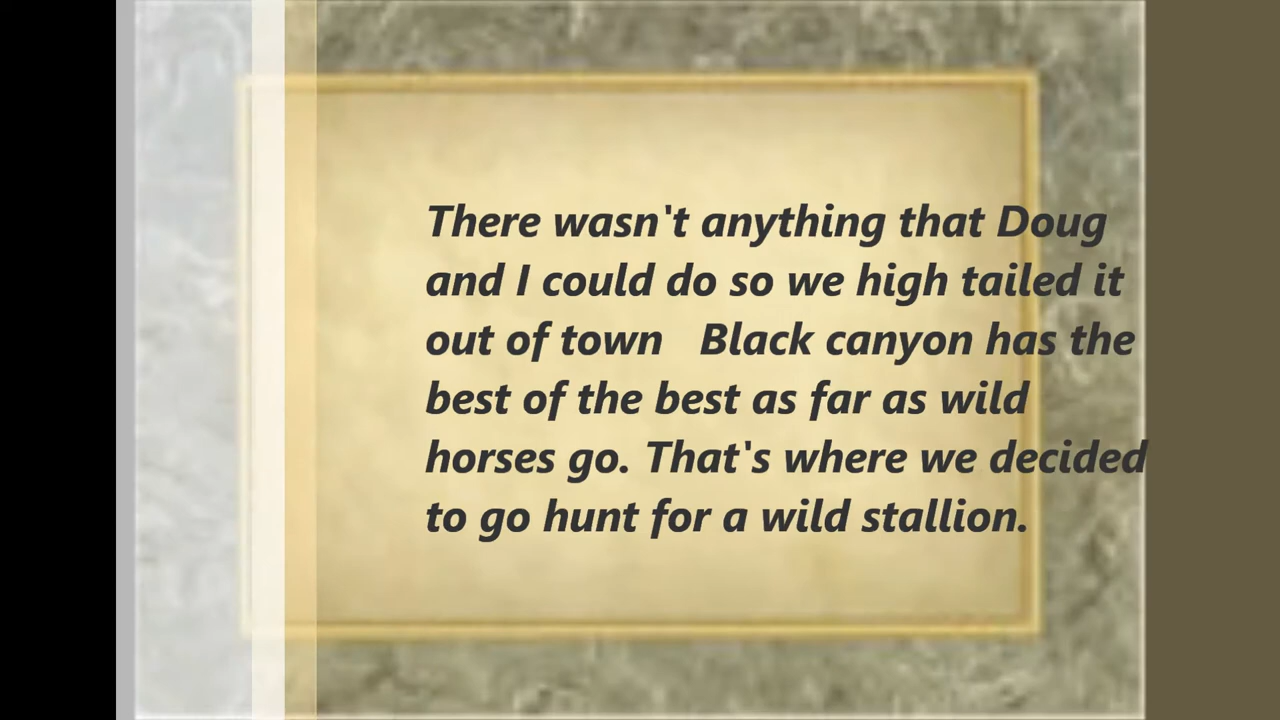 There wasn't anything that Doug
and I could do so we high tailed it
out of town   Black canyon has the
best of the best as far as wild
horses go. That's where we decided
to go hunt for a wild stallion.